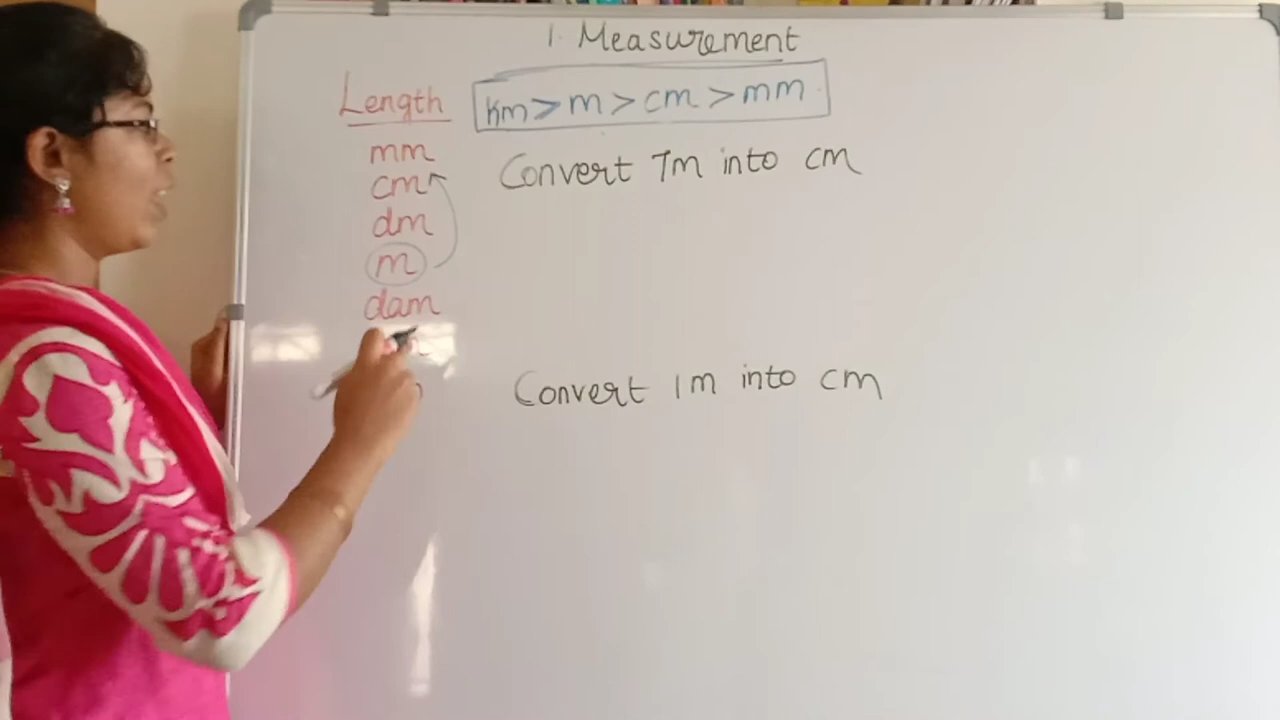 1. Measurement
Length
km > m > cm > mm
mm
cm
dm
m
dam
Convert 7m into cm
Convert 1m into cm